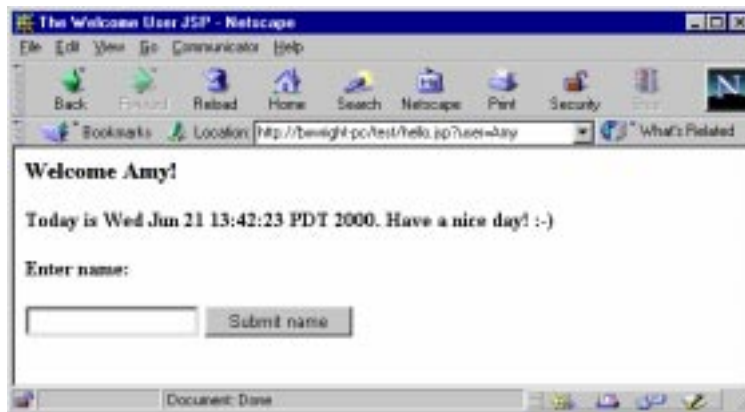 The Welcome User JSP - Netscape
File Edit View Go Communicator Help
Back Forward Reload Home Search Netscape Print Security Stop
Bookmarks Location: http://bwright-pc/test/hello.jsp?user=Amy What's Related
Welcome Amy!
Today is Wed Jun 21 13:42:23 PDT 2000. Have a nice day! :-)
Enter name:
Submit name
Document: Done